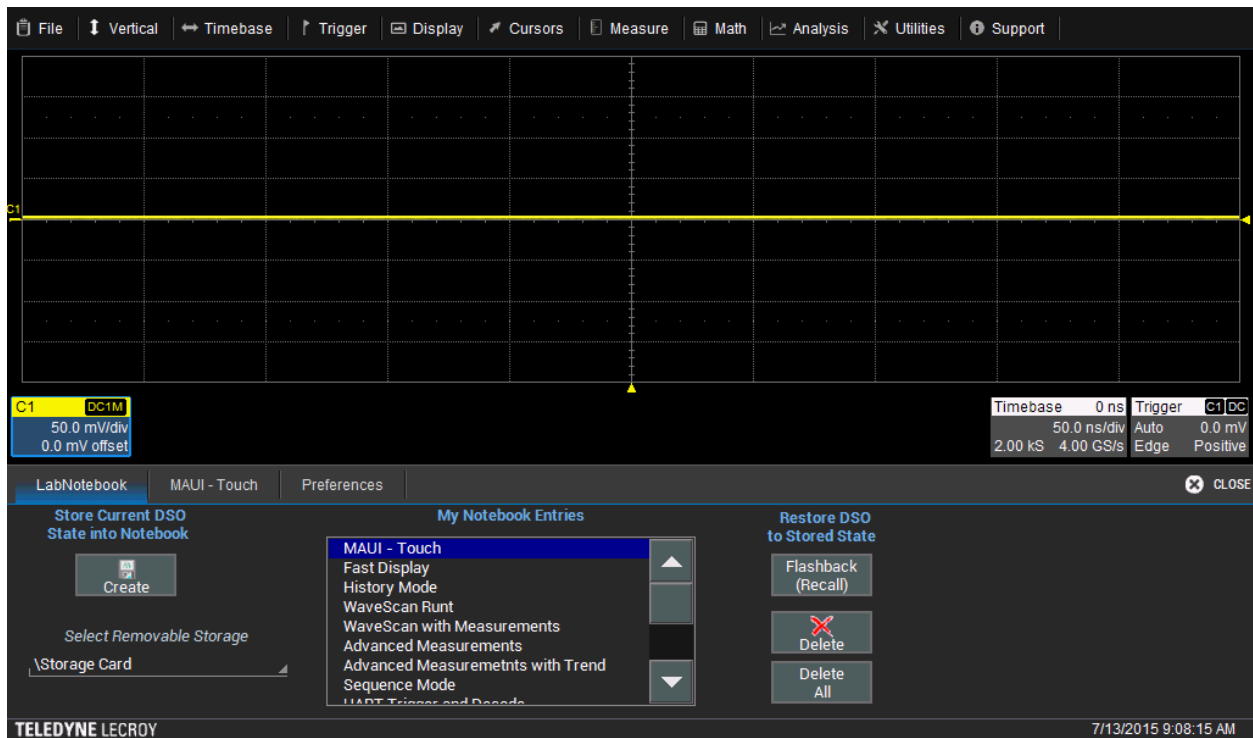 File Vertical Timebase Trigger Display Cursors Measure Math Analysis Utilities Support
C1
C1 DC1M
50.0 mV/div
0.0 mV offset
Timebase 0 ns
50.0 ns/div
2.00 kS 4.00 GS/s
Trigger C1 DC
Auto 0.0 mV
Edge Positive
LabNotebook MAUI - Touch Preferences CLOSE
Store Current DSO
State into Notebook
Create
Select Removable Storage
\Storage Card
My Notebook Entries
MAUI - Touch
Fast Display
History Mode
WaveScan Runt
WaveScan with Measurements
Advanced Measurements
Advanced Measuremetnts with Trend
Sequence Mode
UART Trigger and Decode
Restore DSO
to Stored State
Flashback
(Recall)
Delete
Delete
All
TELEDYNE LECROY
7/13/2015 9:08:15 AM